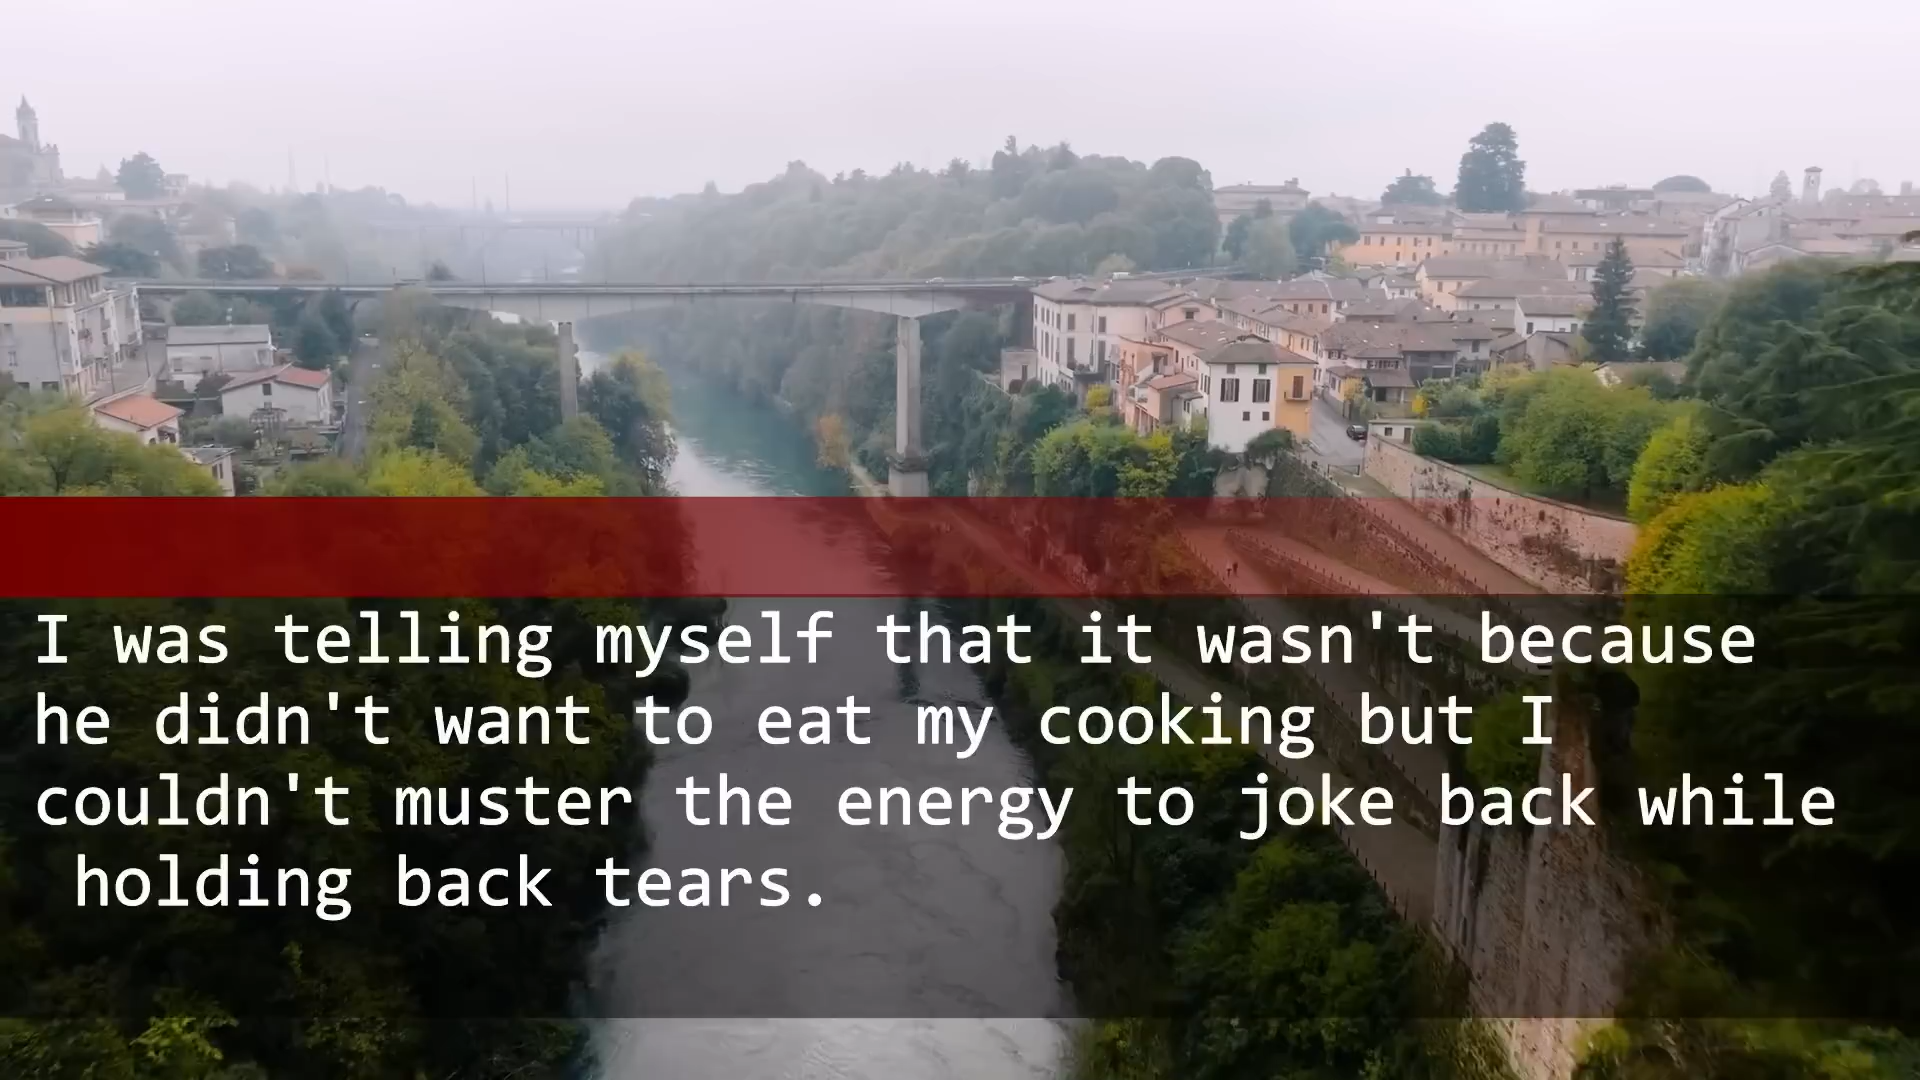 I was telling myself that it wasn't because
he didn't want to eat my cooking but I
couldn't muster the energy to joke back while
holding back tears.